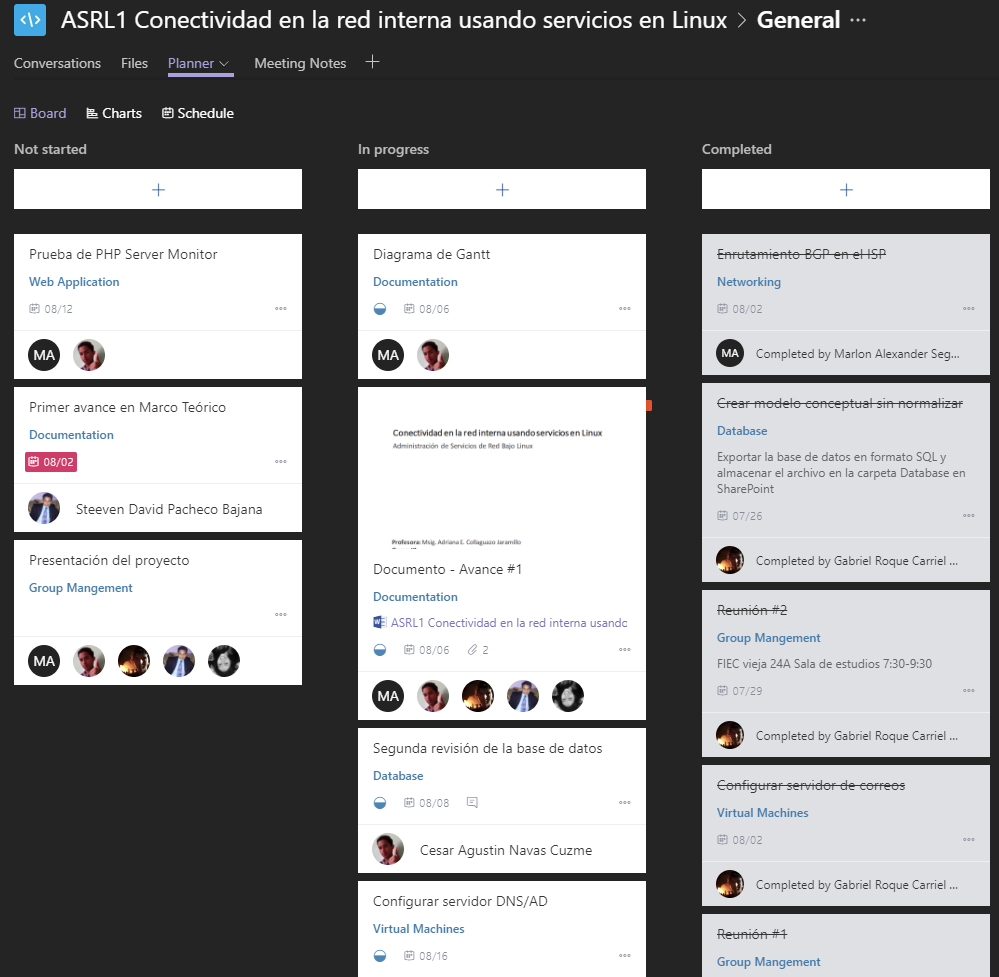 ASRL1 Conectividad en la red interna usando servicios en Linux > General ...
Conversations Files Planner Meeting Notes +
Board Charts Schedule
Not started
+
Prueba de PHP Server Monitor
Web Application
08/12
MA
Primer avance en Marco Teórico
Documentation
08/02
Steeven David Pacheco Bajana
Presentación del proyecto
Group Mangement
MA
In progress
+
Diagrama de Gantt
Documentation
08/06
MA
Conectividad en la red interna usando servicios en Linux
Administración de Servicios de Red Bajo Linux
Profesora: Msig. Adriana E. Collaguazo Jaramillo
Documento - Avance #1
Documentation
ASRL1 Conectividad en la red interna usando
08/06 2
MA
Segunda revisión de la base de datos
Database
08/08
Cesar Agustin Navas Cuzme
Configurar servidor DNS/AD
Virtual Machines
08/16
Completed
+
Enrutamiento BGP en el ISP
Networking
08/02
MA Completed by Marlon Alexander Seg...
Crear modelo conceptual sin normalizar
Database
Exportar la base de datos en formato SQL y
almacenar el archivo en la carpeta Database en
SharePoint
07/26
Completed by Gabriel Roque Carriel ...
Reunión #2
Group Mangement
FIEC vieja 24A Sala de estudios 7:30-9:30
07/29
Completed by Gabriel Roque Carriel ...
Configurar servidor de correos
Virtual Machines
08/02
Completed by Gabriel Roque Carriel ...
Reunión #1
Group Mangement